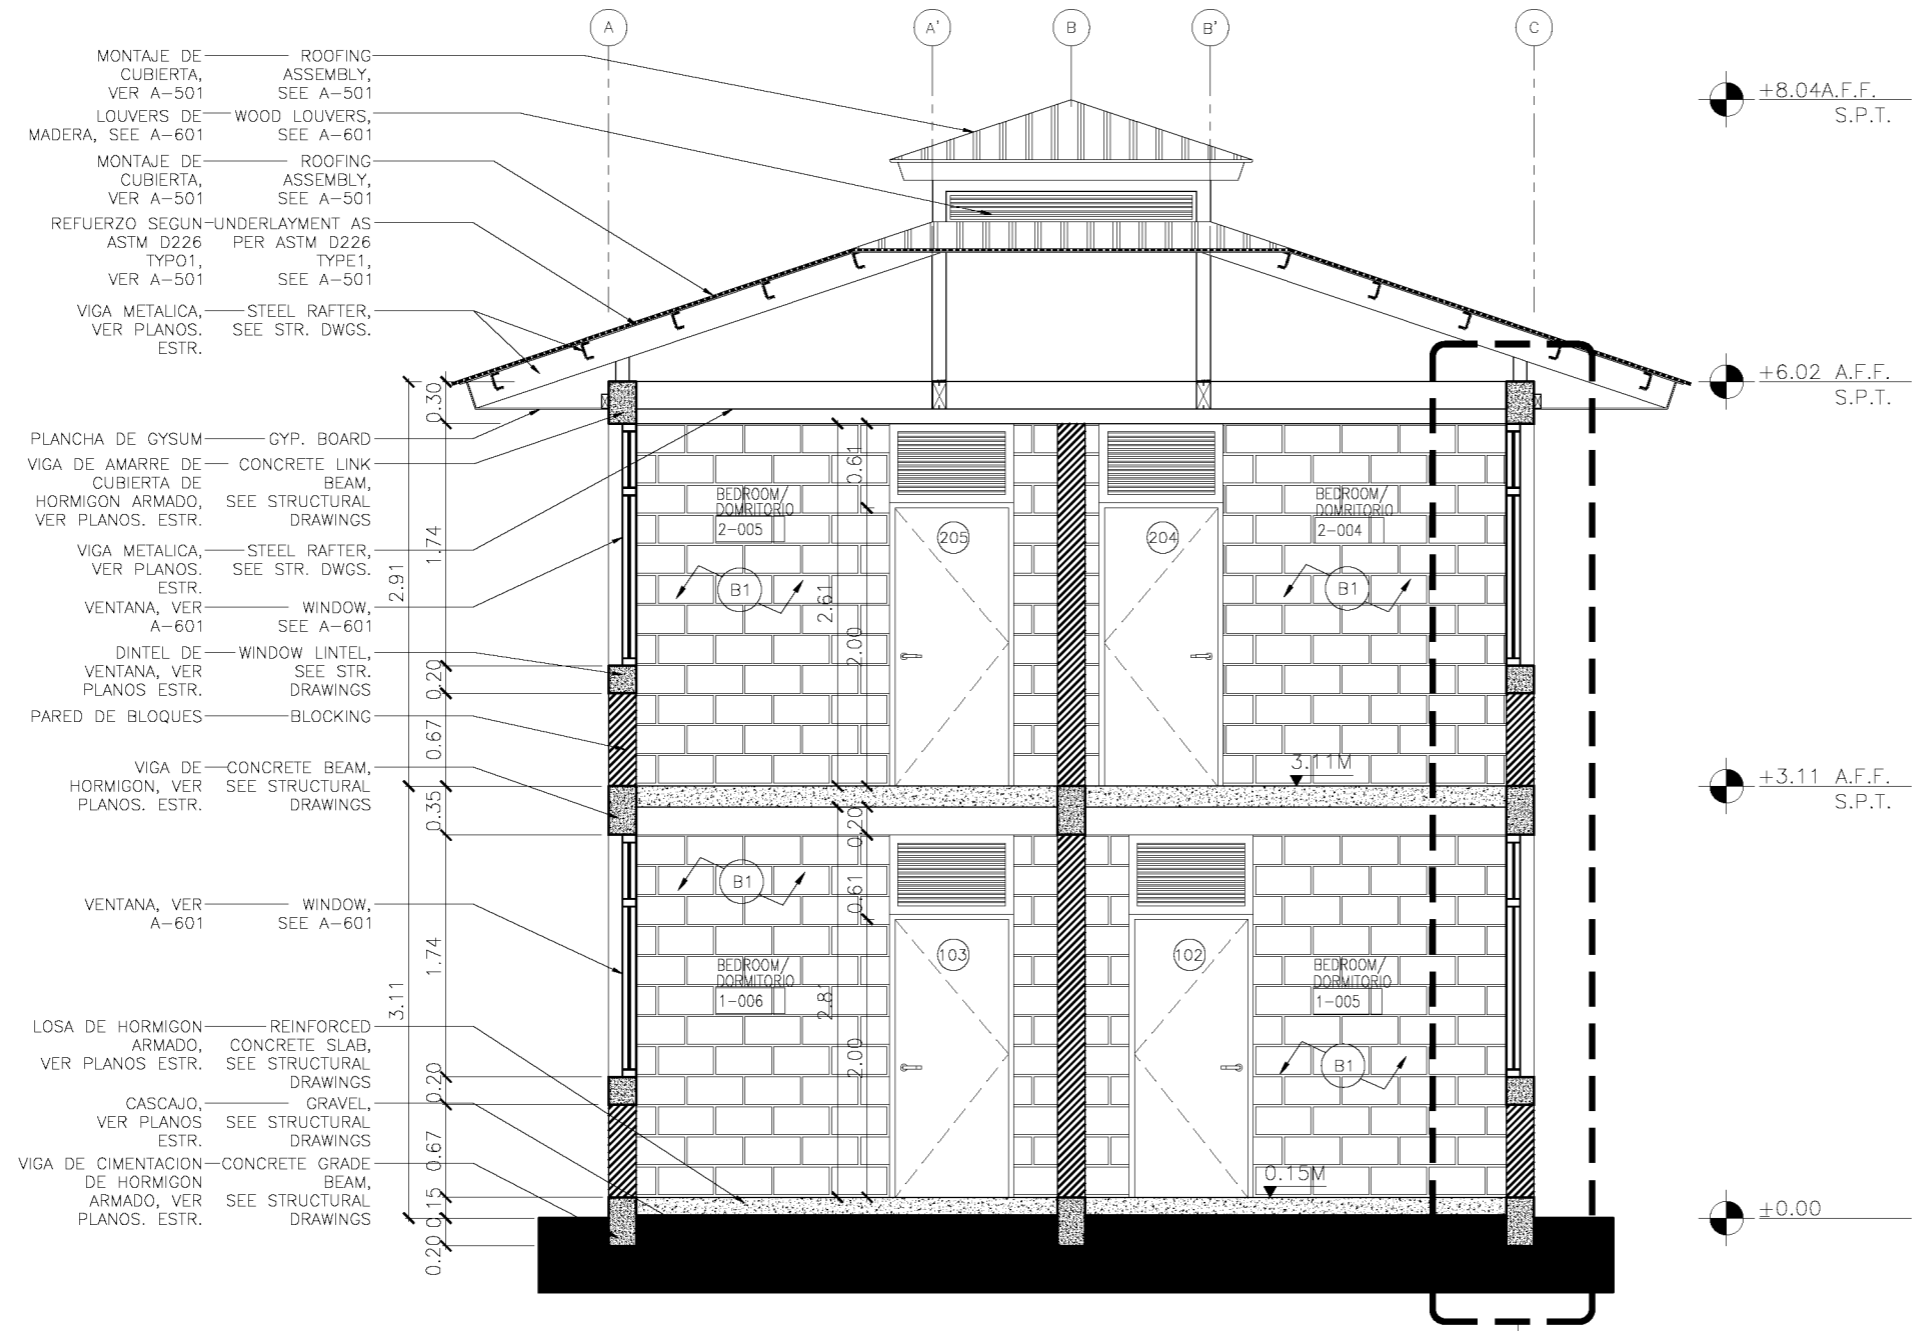 A
A'
B
B'
C
MONTAJE DE CUBIERTA, VER A-501
ROOFING ASSEMBLY, SEE A-501
LOUVERS DE MADERA, SEE A-601
WOOD LOUVERS, SEE A-601
MONTAJE DE CUBIERTA, VER A-501
ROOFING ASSEMBLY, SEE A-501
REFUERZO SEGUN ASTM D226 TYPO1, VER A-501
UNDERLAYMENT AS PER ASTM D226 TYPE1, SEE A-501
VIGA METALICA, VER PLANOS. ESTR.
STEEL RAFTER, SEE STR. DWGS.
PLANCHA DE GYSUM
GYP. BOARD
VIGA DE AMARRE DE CUBIERTA DE HORMIGON ARMADO, VER PLANOS. ESTR.
CONCRETE LINK BEAM, SEE STRUCTURAL DRAWINGS
VIGA METALICA, VER PLANOS. ESTR.
STEEL RAFTER, SEE STR. DWGS.
VENTANA, VER A-601
WINDOW, SEE A-601
DINTEL DE VENTANA, VER PLANOS ESTR.
WINDOW LINTEL, SEE STR. DRAWINGS
PARED DE BLOQUES
BLOCKING
VIGA DE HORMIGON, VER PLANOS. ESTR.
CONCRETE BEAM, SEE STRUCTURAL DRAWINGS
VENTANA, VER A-601
WINDOW, SEE A-601
LOSA DE HORMIGON ARMADO, VER PLANOS ESTR.
REINFORCED CONCRETE SLAB, SEE STRUCTURAL DRAWINGS
CASCAJO, VER PLANOS ESTR.
GRAVEL, SEE STRUCTURAL DRAWINGS
VIGA DE CIMENTACION DE HORMIGON ARMADO, VER PLANOS. ESTR.
CONCRETE GRADE BEAM, SEE STRUCTURAL DRAWINGS
2.91
3.11
0.30
1.74
0.20
0.67
0.35
1.74
0.20
0.67
0.15
0.20
2.61
0.61
2.00
0.20
0.61
2.81
2.00
BEDROOM/
DOMRITORIO
2-005
205
B1
204
BEDROOM/
DOMRITORIO
2-004
B1
3.11M
B1
BEDROOM/
DORMITORIO
1-006
103
102
BEDROOM/
DORMITORIO
1-005
B1
0.15M
+8.04A.F.F.
S.P.T.
+6.02 A.F.F.
S.P.T.
+3.11 A.F.F.
S.P.T.
±0.00